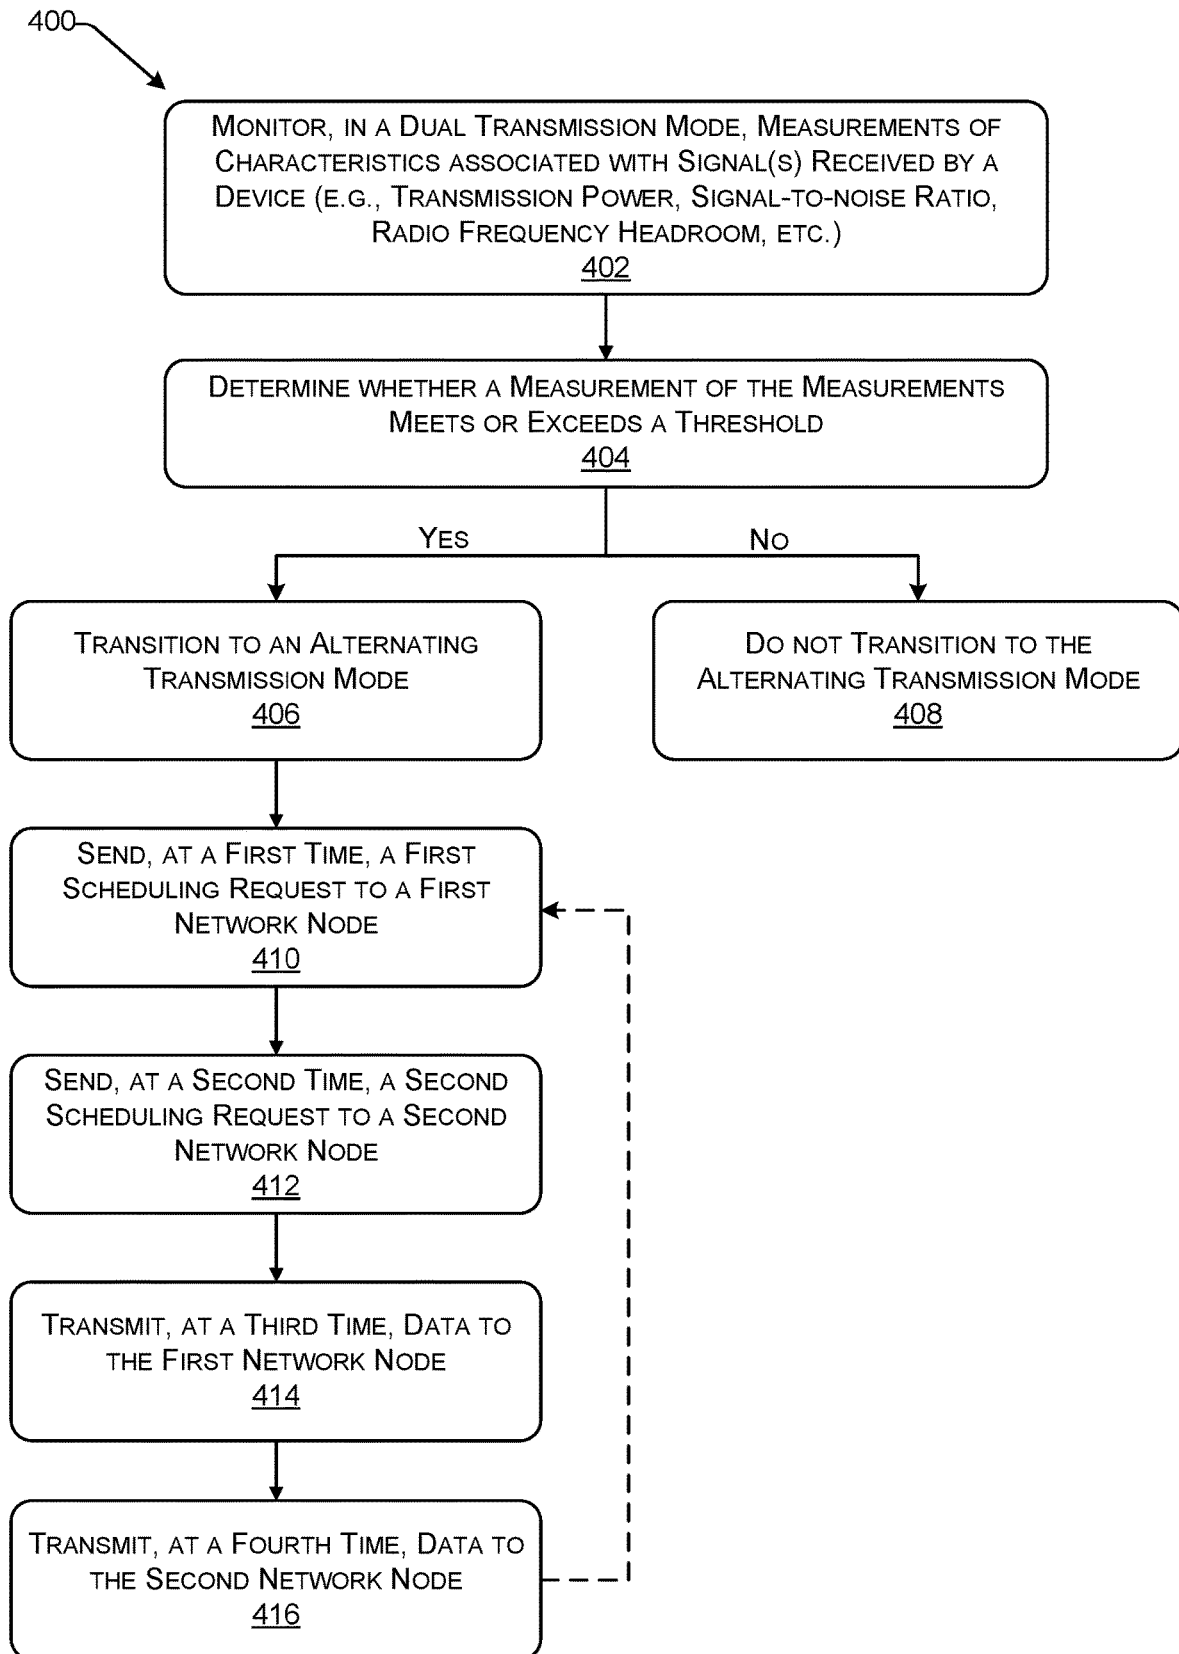 400
MONITOR, IN A DUAL TRANSMISSION MODE, MEASUREMENTS OF
CHARACTERISTICS ASSOCIATED WITH SIGNAL(S) RECEIVED BY A
DEVICE (E.G., TRANSMISSION POWER, SIGNAL-TO-NOISE RATIO,
RADIO FREQUENCY HEADROOM, ETC.)
402
DETERMINE WHETHER A MEASUREMENT OF THE MEASUREMENTS
MEETS OR EXCEEDS A THRESHOLD
404
YES
NO
TRANSITION TO AN ALTERNATING
TRANSMISSION MODE
406
DO NOT TRANSITION TO THE
ALTERNATING TRANSMISSION MODE
408
SEND, AT A FIRST TIME, A FIRST
SCHEDULING REQUEST TO A FIRST
NETWORK NODE
410
SEND, AT A SECOND TIME, A SECOND
SCHEDULING REQUEST TO A SECOND
NETWORK NODE
412
TRANSMIT, AT A THIRD TIME, DATA TO
THE FIRST NETWORK NODE
414
TRANSMIT, AT A FOURTH TIME, DATA TO
THE SECOND NETWORK NODE
416